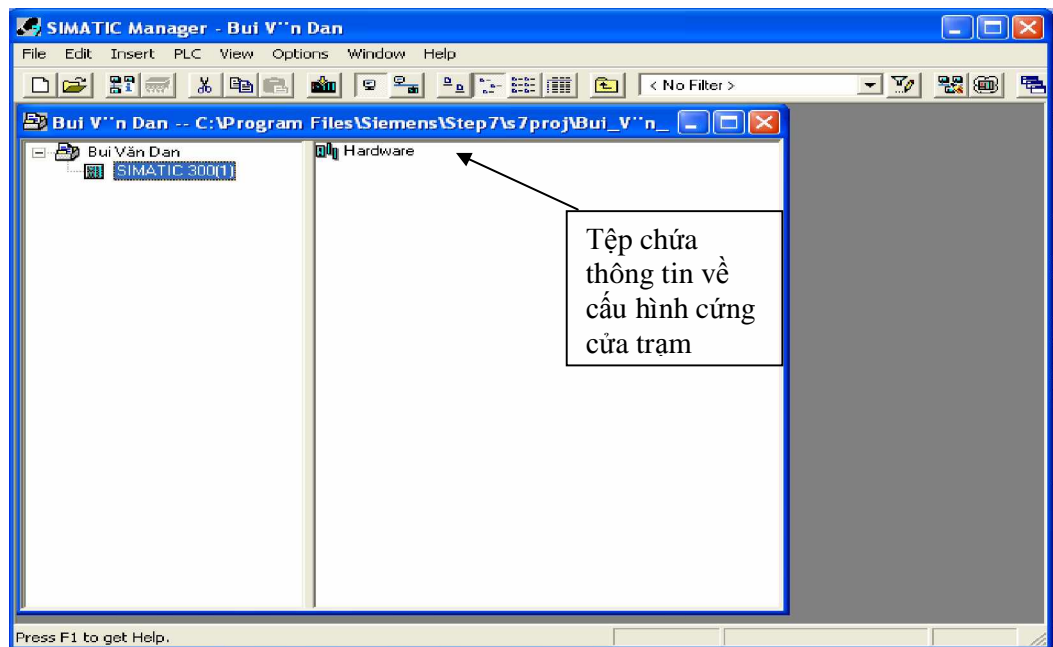 SIMATIC Manager - Bui V¨n Dan
File Edit Insert PLC View Options Window Help
< No Filter >
Bui V¨n Dan -- C:\Program Files\Siemens\Step7\s7proj\Bui_V¨n_
Bui Văn Dan
SIMATIC 300(1)
Hardware
Tệp chứa
thông tin về
cấu hình cứng
cửa trạm
Press F1 to get Help.